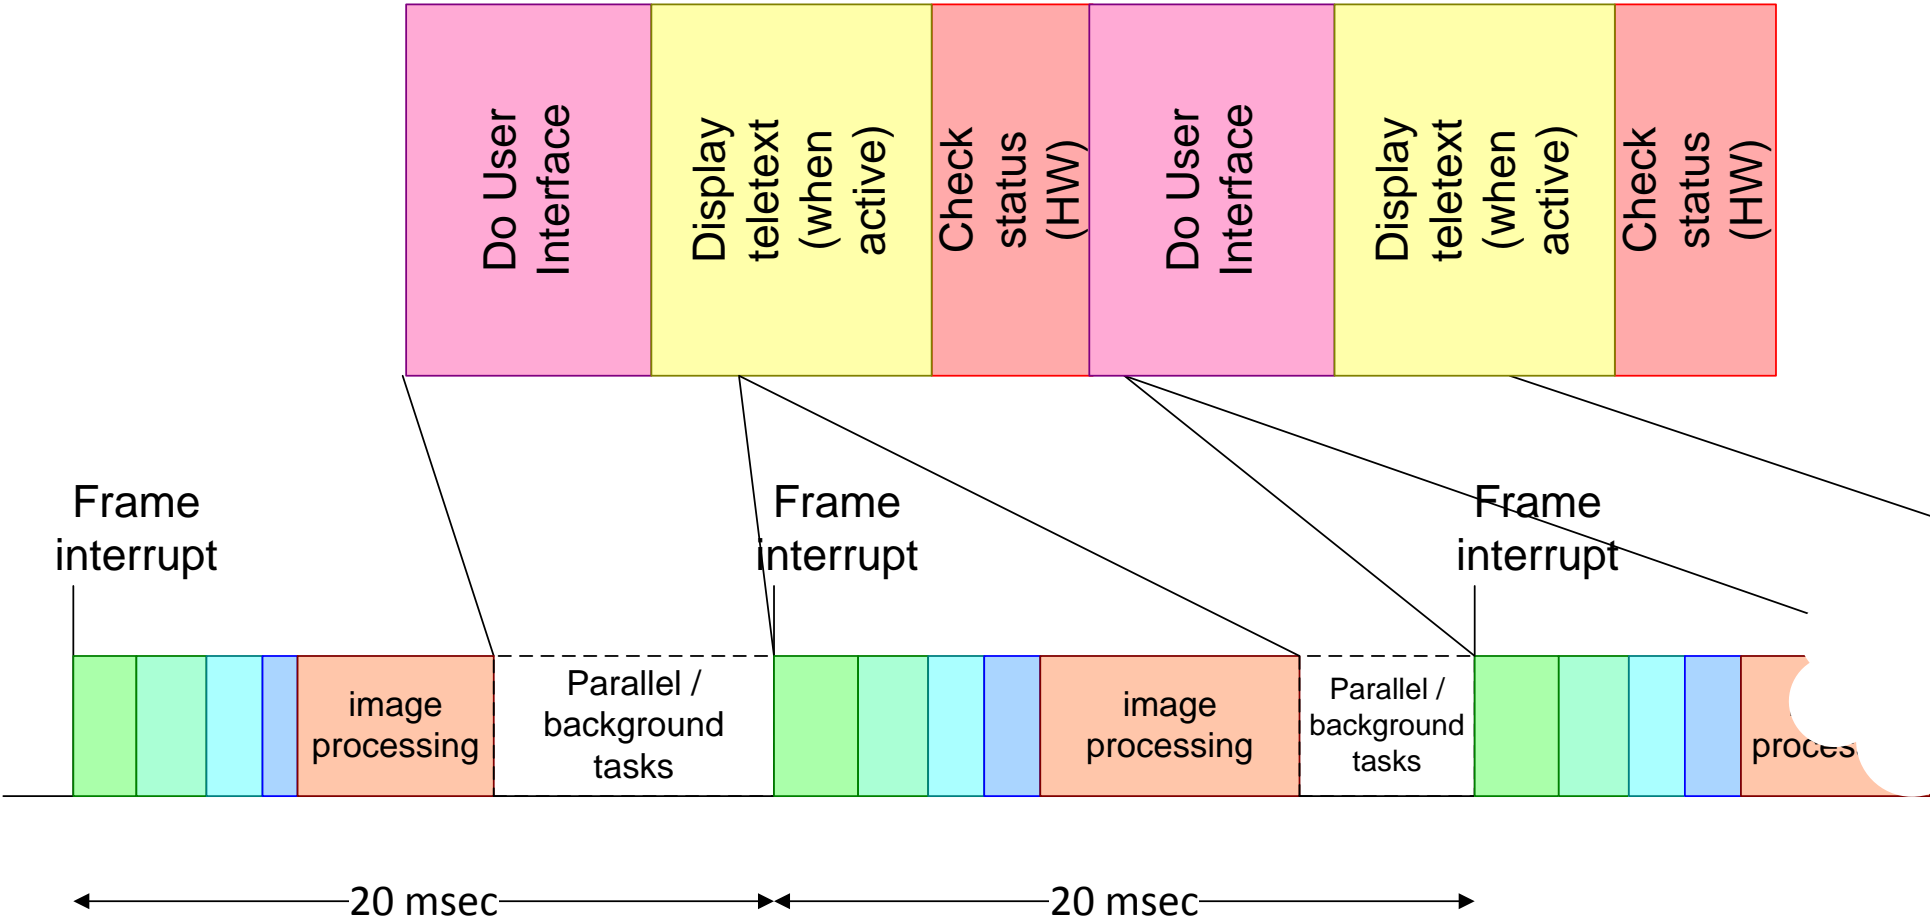 Do User
Interface
Display
teletext
(when
active)
Check
status
(HW)
Do User
Interface
Display
teletext
(when
active)
Check
status
(HW)
Frame
interrupt
Frame
interrupt
Frame
interrupt
image
processing
Parallel /
background
tasks
image
processing
Parallel /
background
tasks
20 msec
20 msec